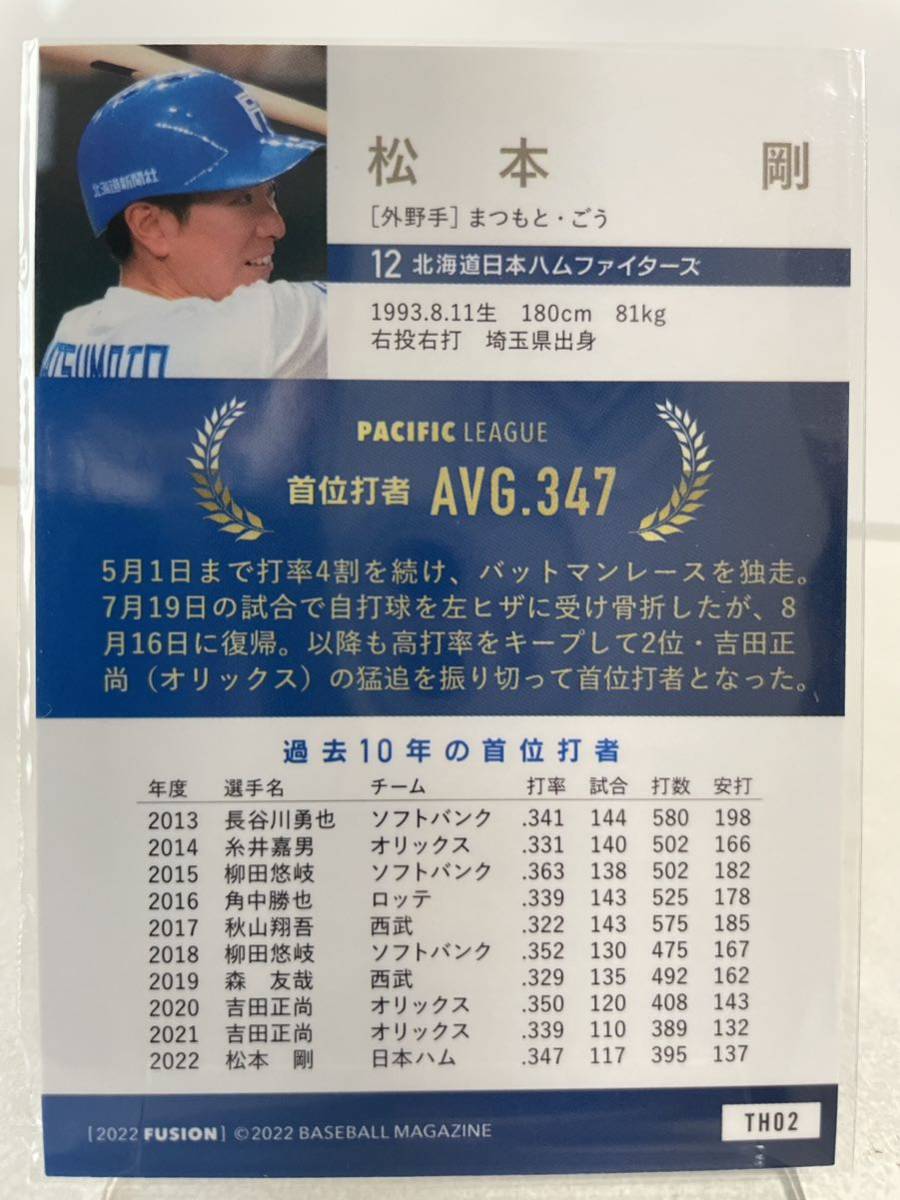 北海道新聞社
松本 剛
[外野手] まつもと・ごう
12 北海道日本ハムファイターズ
1993.8.11生 180cm 81kg
右投右打 埼玉県出身
PACIFIC LEAGUE
首位打者 AVG.347
5月1日まで打率4割を続け、バットマンレースを独走。
7月19日の試合で自打球を左ヒザに受け骨折したが、8
月16日に復帰。以降も高打率をキープして2位・吉田正
尚（オリックス）の猛追を振り切って首位打者となった。
過去10年の首位打者
年度 選手名 チーム 打率 試合 打数 安打
2013 長谷川勇也 ソフトバンク .341 144 580 198
2014 糸井嘉男 オリックス .331 140 502 166
2015 柳田悠岐 ソフトバンク .363 138 502 182
2016 角中勝也 ロッテ .339 143 525 178
2017 秋山翔吾 西武 .322 143 575 185
2018 柳田悠岐 ソフトバンク .352 130 475 167
2019 森 友哉 西武 .329 135 492 162
2020 吉田正尚 オリックス .350 120 408 143
2021 吉田正尚 オリックス .339 110 389 132
2022 松本 剛 日本ハム .347 117 395 137
[2022 FUSION] ©2022 BASEBALL MAGAZINE
TH02